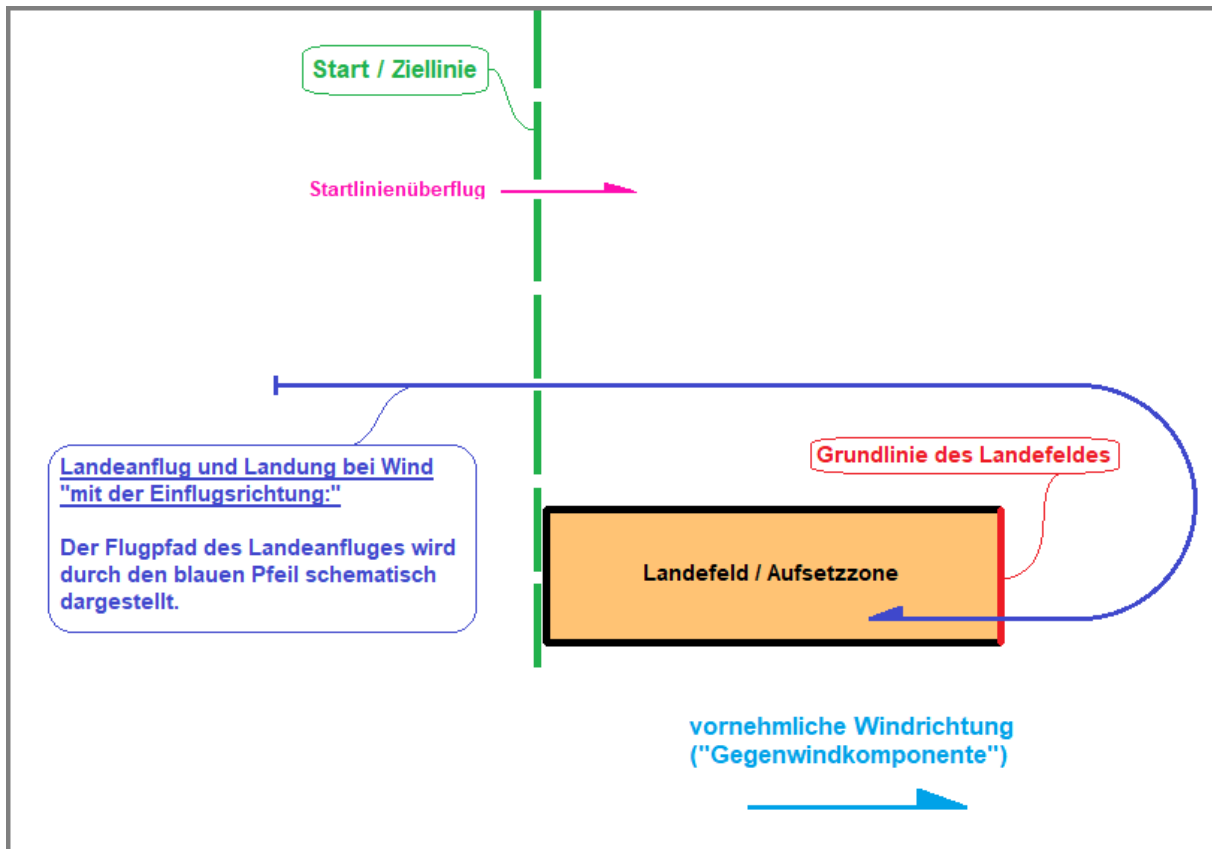 Start / Ziellinie
Startlinienüberflug
Landeanflug und Landung bei Wind
"mit der Einflugsrichtung:"
Der Flugpfad des Landeanfluges wird
durch den blauen Pfeil schematisch
dargestellt.
Grundlinie des Landefeldes
Landefeld / Aufsetzzone
vornehmliche Windrichtung
("Gegenwindkomponente")